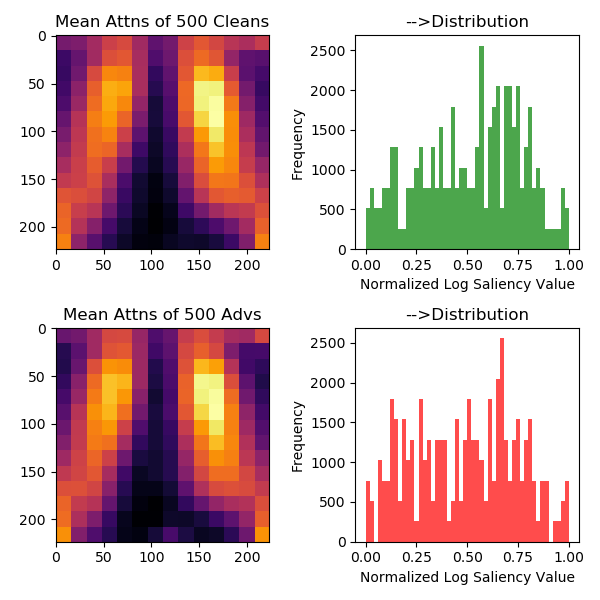 Mean Attns of 500 Cleans
0
50
100
150
200
0 50 100 150 200
-->Distribution
Frequency
2500
2000
1500
1000
500
0
0.00 0.25 0.50 0.75 1.00
Normalized Log Saliency Value
Mean Attns of 500 Advs
0
50
100
150
200
0 50 100 150 200
-->Distribution
Frequency
2500
2000
1500
1000
500
0
0.00 0.25 0.50 0.75 1.00
Normalized Log Saliency Value